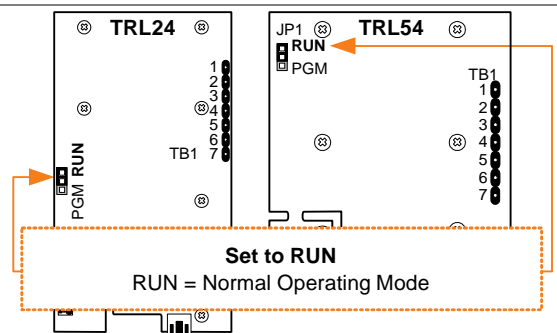 TRL24
1
2
3
4
5
6
TB1 7
RUN
PGM
JP1
TRL54
RUN
PGM
TB1
1
2
3
4
5
6
7
Set to RUN
RUN = Normal Operating Mode